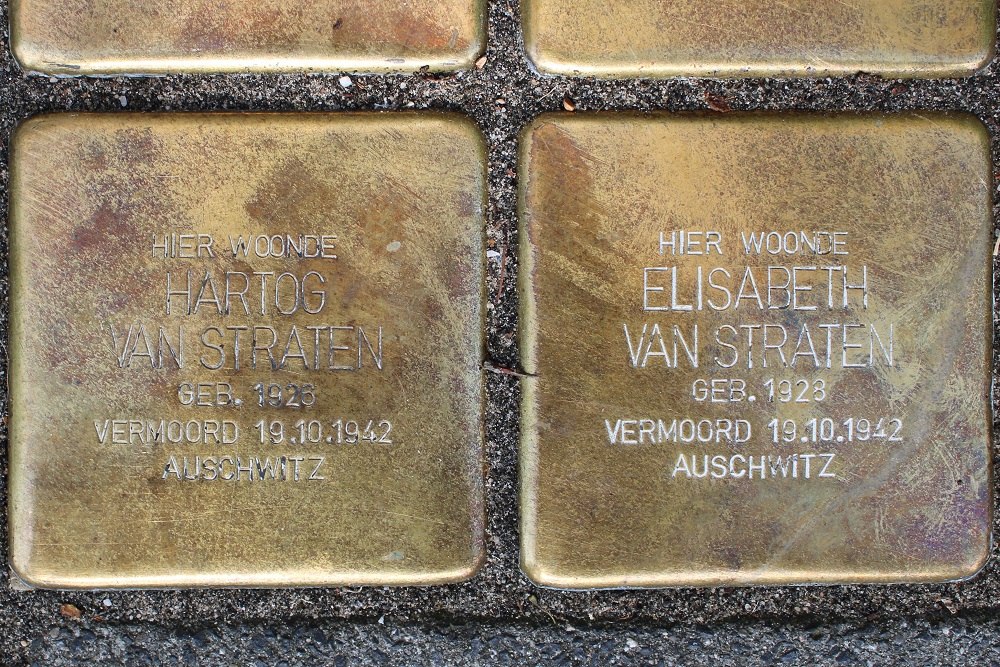 HIER WOONDE
HARTOG
VAN STRATEN
GEB. 1926
VERMOORD 19.10.1942
AUSCHWITZ
HIER WOONDE
ELISABETH
VAN STRATEN
GEB. 1928
VERMOORD 19.10.1942
AUSCHWITZ